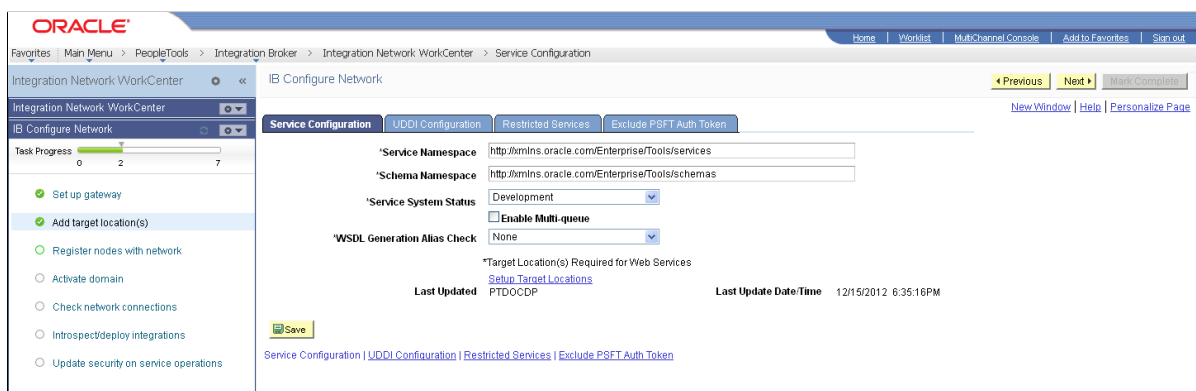 ORACLE
Home | Worklist | MultiChannel Console | Add to Favorites | Sign out
Favorites | Main Menu > PeopleTools > Integration Broker > Integration Network WorkCenter > Service Configuration
Integration Network WorkCenter «
Integration Network WorkCenter
IB Configure Network
Task Progress
0 2 7
Set up gateway
Add target location(s)
Register nodes with network
Activate domain
Check network connections
Introspect/deploy integrations
Update security on service operations
IB Configure Network
Previous Next Mark Complete
New Window | Help | Personalize Page
Service Configuration UDDI Configuration Restricted Services Exclude PSFT Auth Token
*Service Namespace http://xmlns.oracle.com/Enterprise/Tools/services
*Schema Namespace http://xmlns.oracle.com/Enterprise/Tools/schemas
*Service System Status Development
Enable Multi-queue
*WSDL Generation Alias Check None
*Target Location(s) Required for Web Services
Setup Target Locations
Last Updated PTDOCDP Last Update Date/Time 12/15/2012 6:35:16PM
Save
Service Configuration | UDDI Configuration | Restricted Services | Exclude PSFT Auth Token